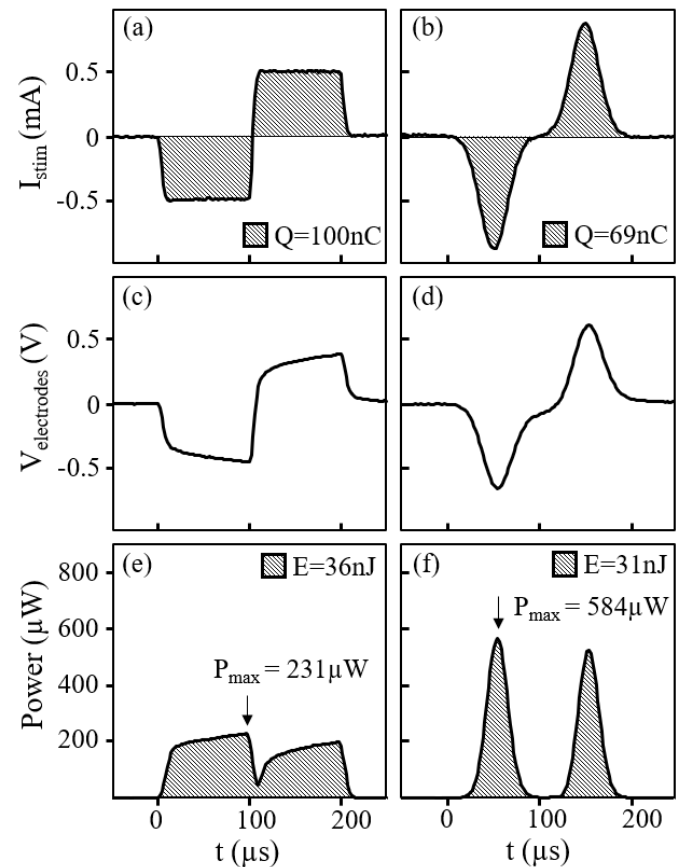 (a)
(b)
I_stim (mA)
0.5
0
-0.5
Q=100nC
Q=69nC
(c)
(d)
V_electrodes (V)
0.5
0
-0.5
(e)
(f)
E=36nJ
E=31nJ
Power (µW)
800
600
400
200
P_max = 231µW
P_max = 584µW
0 100 200
0 100 200
t (µs)
t (µs)